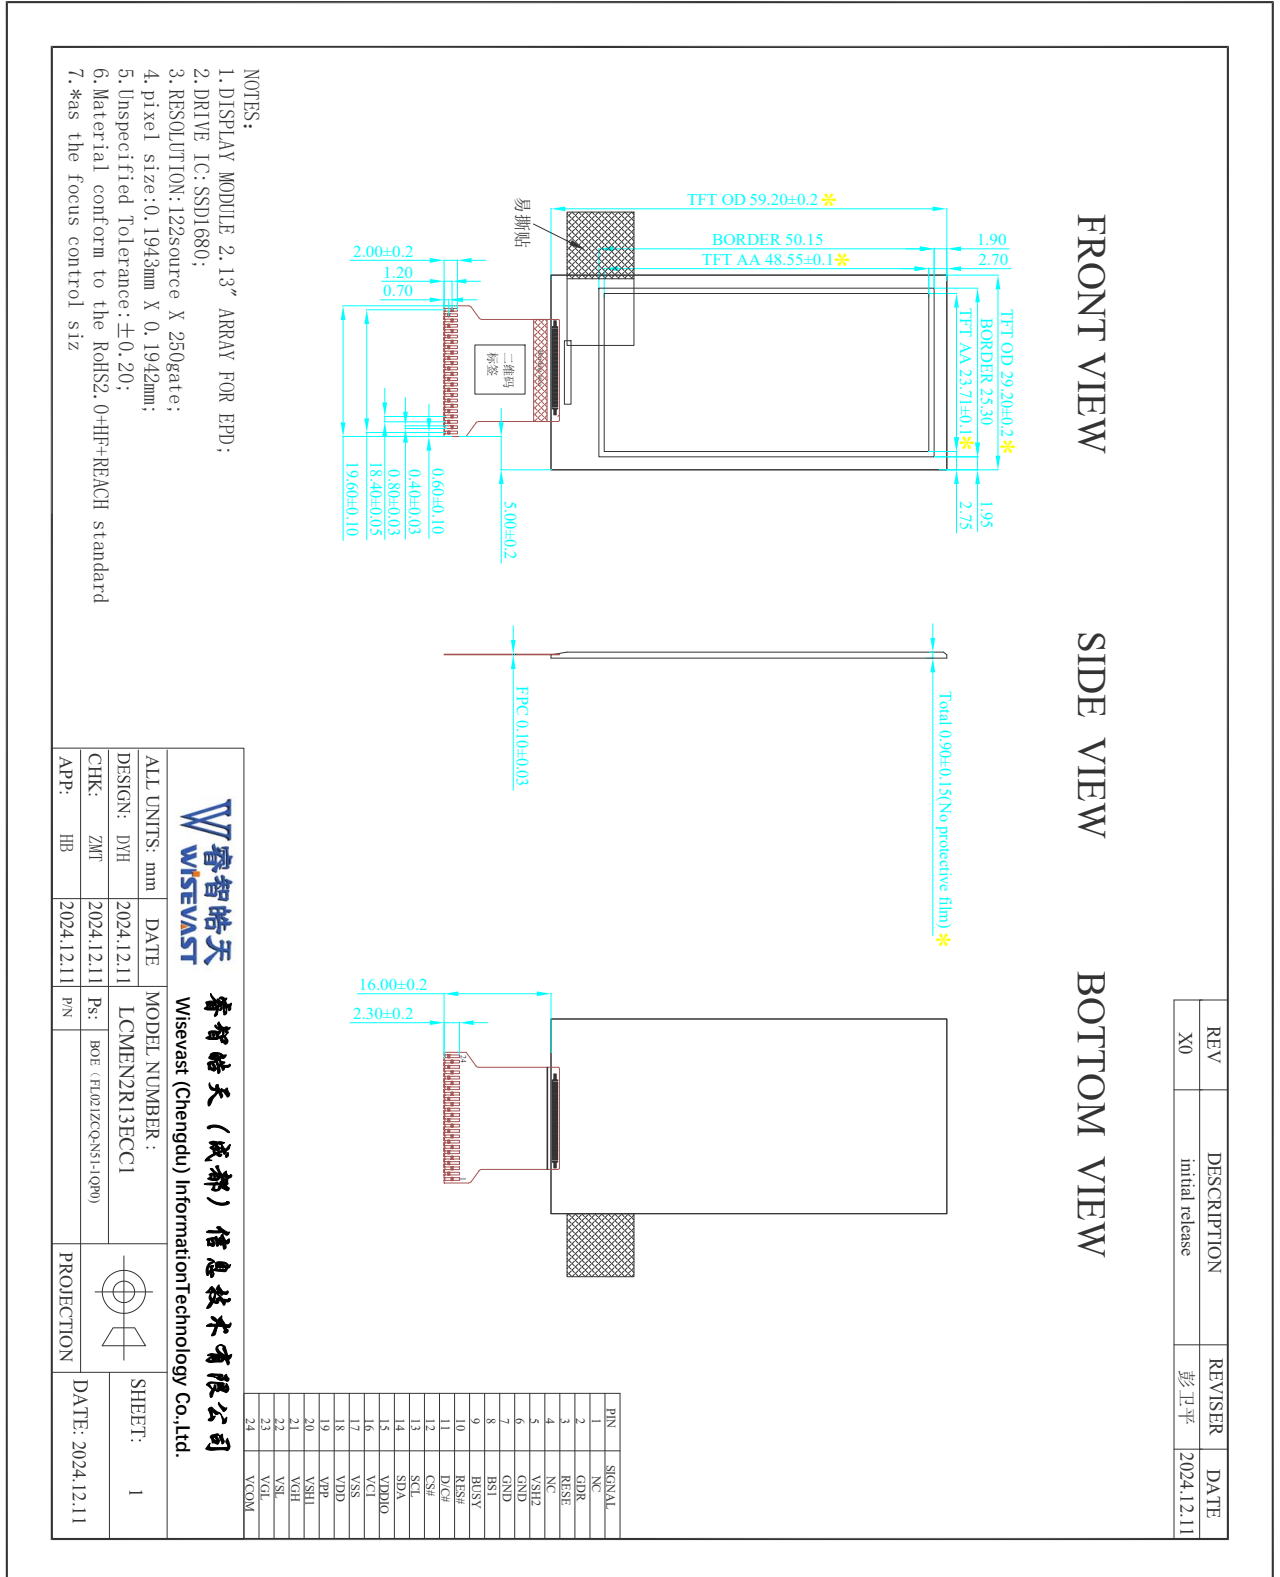 REV DESCRIPTION REVISER DATE
X0 initial release 彭卫平 2024.12.11
FRONT VIEW
SIDE VIEW
BOTTOM VIEW
TFT OD 59.20±0.2 *
BORDER 50.15
TFT AA 48.55±0.1 *
1.90
2.70
TFT OD 29.20±0.2 *
BORDER 25.30
TFT AA 23.71±0.1 *
1.95
2.75
易撕贴
2.00±0.2
1.20
0.70
二维码
标签
5.00±0.2
0.60±0.10
0.40±0.03
0.80±0.03
18.40±0.05
19.60±0.10
Total 0.90±0.15(No protective film) *
FPC 0.10±0.03
16.00±0.2
2.30±0.2
24
1
PIN SIGNAL
1 NC
2 GDR
3 RESE
4 NC
5 VSH2
6 GND
7 GND
8 BS1
9 BUSY
10 RES#
11 D/C#
12 CS#
13 SCL
14 SDA
15 VDDIO
16 VCI
17 VSS
18 VDD
19 VPP
20 VSH1
21 VGH
22 VSL
23 VGL
24 VCOM
NOTES:
1.DISPLAY MODULE 2.13″ ARRAY FOR EPD;
2.DRIVE IC:SSD1680;
3.RESOLUTION:122source X 250gate;
4.pixel size:0.1943mm X 0.1942mm;
5.Unspecified Tolerance:±0.20;
6.Material conform to the RoHS2.0+HF+REACH standard
7.*as the focus control siz
睿智皓天
WISEVAST
睿智皓天（成都）信息技术有限公司
Wisevast (Chengdu) InformationTechnology Co.,Ltd.
ALL UNITS: mm DATE MODEL NUMBER :
DESIGN: DYH 2024.12.11 LCMEN2R13ECC1
CHK: ZMT 2024.12.11 Ps: BOE（FL021ZCQ-N51-1QP0)
APP: HB 2024.12.11 P/N
PROJECTION
SHEET: 1
DATE: 2024.12.11